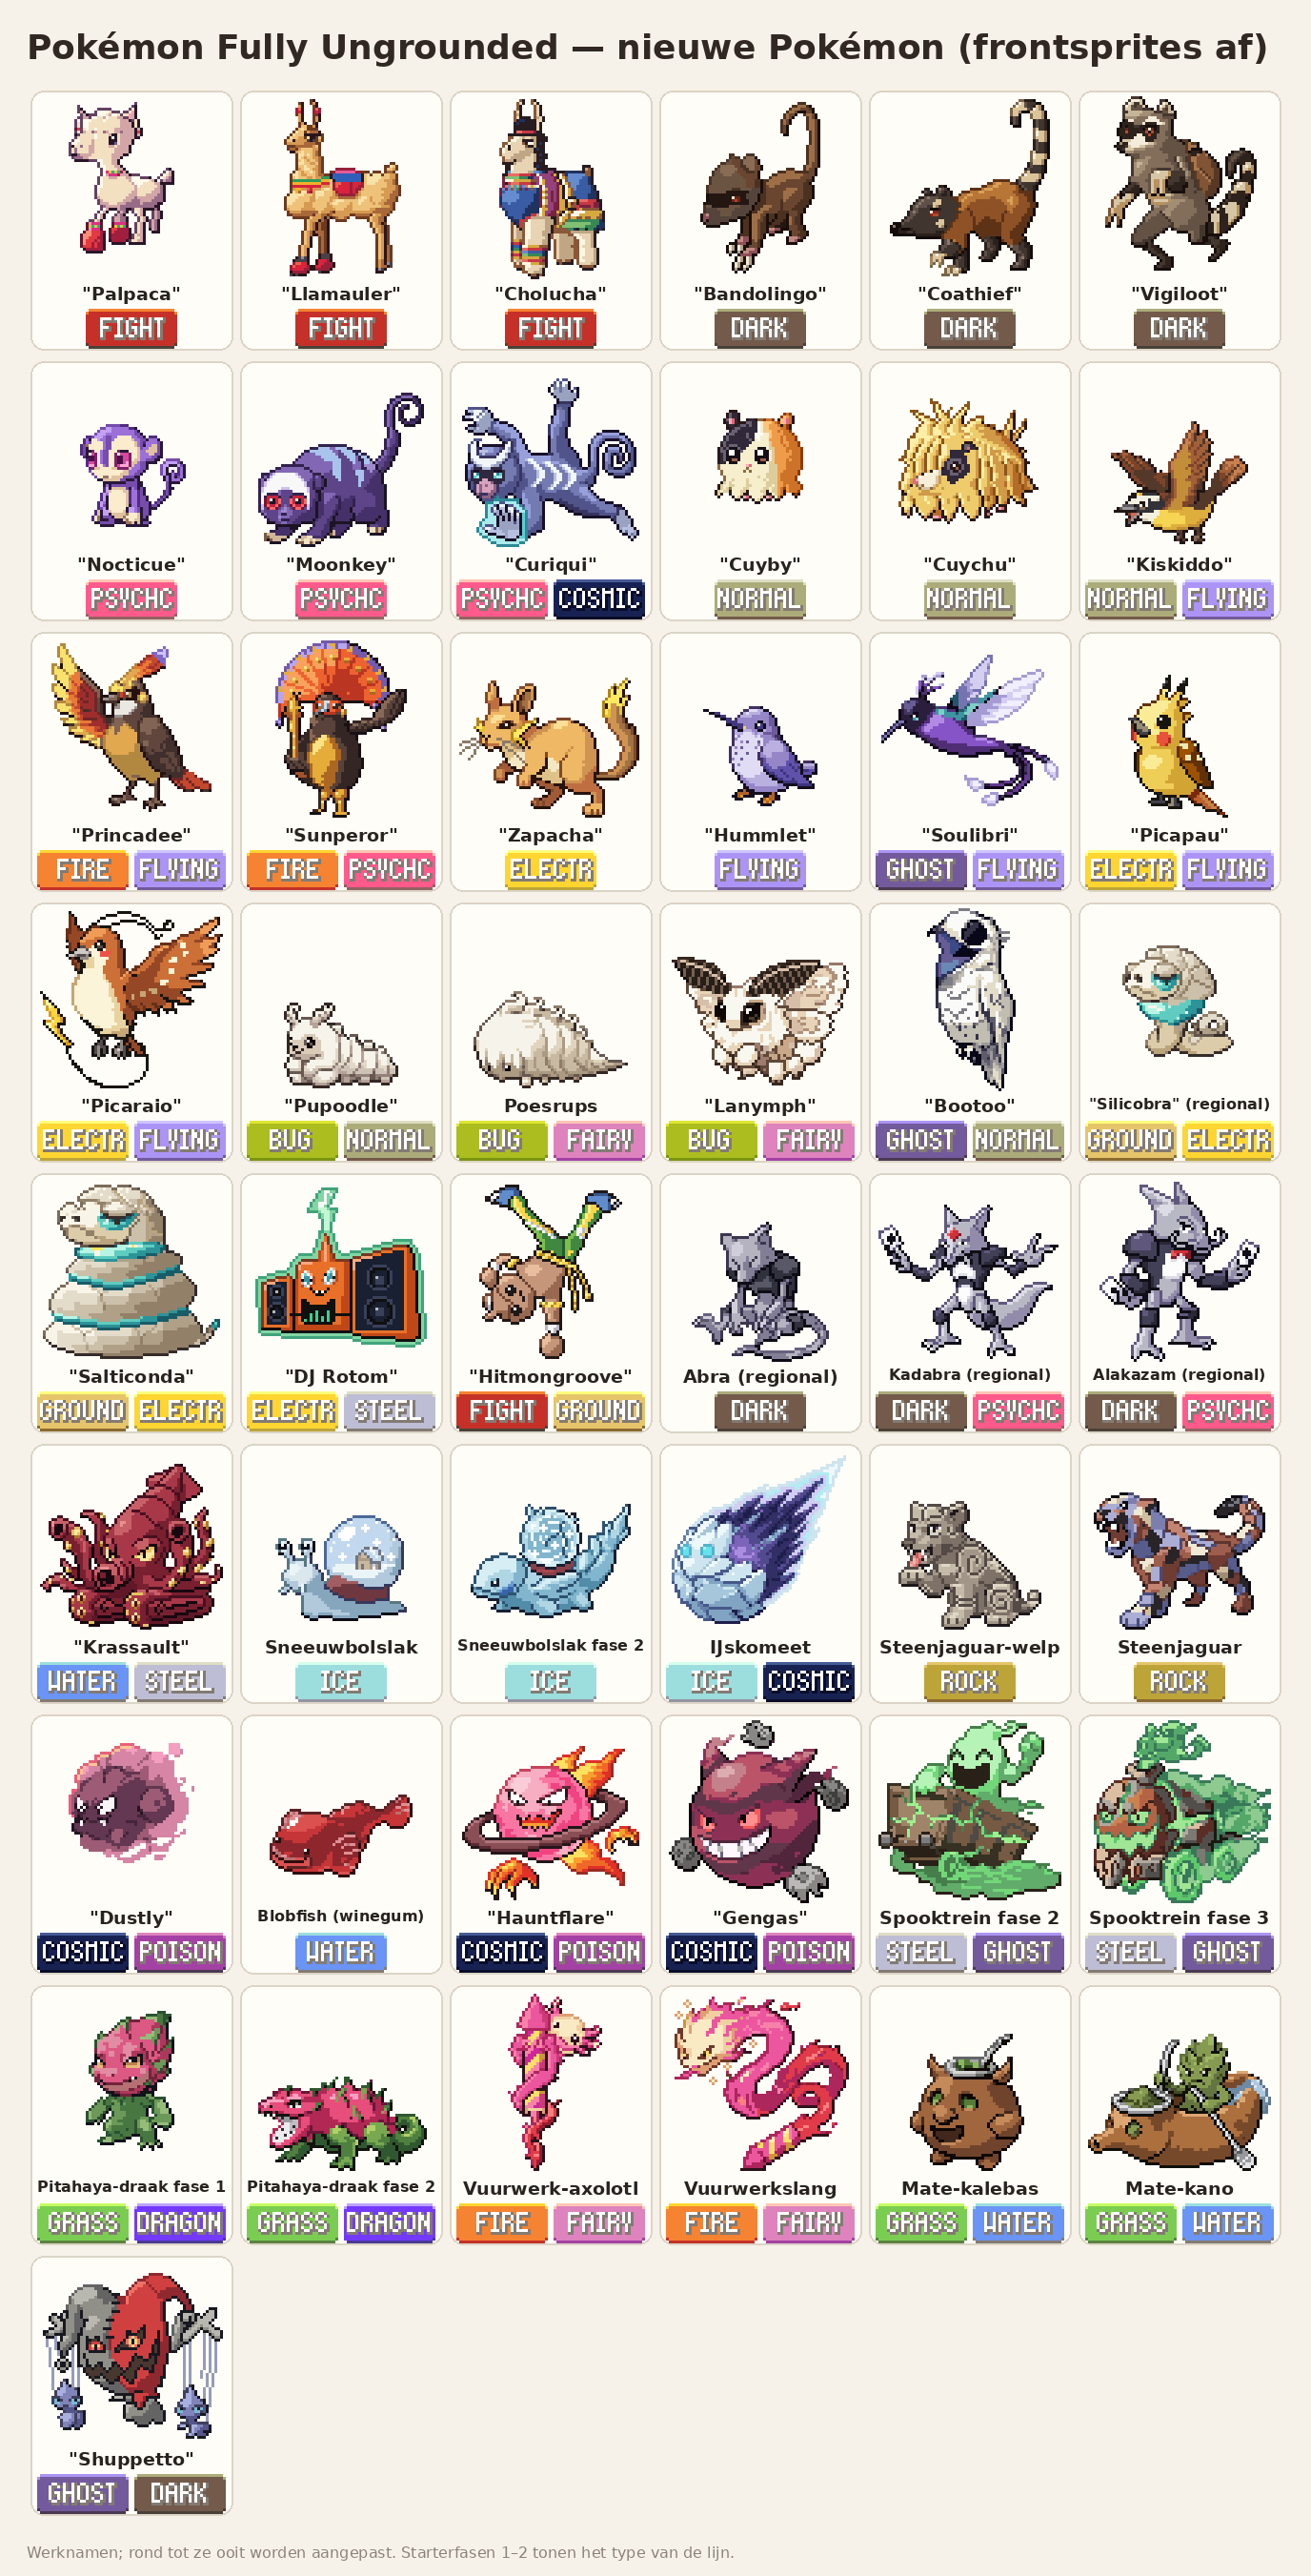 Pokémon Fully Ungrounded — nieuwe Pokémon (frontsprites af)
"Palpaca" "Llamauler" "Cholucha" "Bandolingo" "Coathief" "Vigiloot"
FIGHT FIGHT FIGHT DARK DARK DARK
"Nocticue" "Moonkey" "Curiqui" "Cuyby" "Cuychu" "Kiskiddo"
PSYCHC PSYCHC PSYCHC COSMIC NORMAL NORMAL NORMAL FLYING
"Princadee" "Sunperor" "Zapacha" "Hummlet" "Soulibri" "Picapau"
FIRE FLYING FIRE PSYCHC ELECTR FLYING GHOST FLYING ELECTR FLYING
"Picaraio" "Pupoodle" Poesrups "Lanymph" "Bootoo" "Silicobra" (regional)
ELECTR FLYING BUG NORMAL BUG FAIRY BUG FAIRY GHOST NORMAL GROUND ELECTR
"Salticonda" "DJ Rotom" "Hitmongroove" Abra (regional) Kadabra (regional) Alakazam (regional)
GROUND ELECTR ELECTR STEEL FIGHT GROUND DARK DARK PSYCHC DARK PSYCHC
"Krassault" Sneeuwbolslak Sneeuwbolslak fase 2 IJskomeet Steenjaguar-welp Steenjaguar
WATER STEEL ICE ICE ICE COSMIC ROCK ROCK
"Dustly" Blobfish (winegum) "Hauntflare" "Gengas" Spooktrein fase 2 Spooktrein fase 3
COSMIC POISON WATER COSMIC POISON COSMIC POISON STEEL GHOST STEEL GHOST
Pitahaya-draak fase 1 Pitahaya-draak fase 2 Vuurwerk-axolotl Vuurwerkslang Mate-kalebas Mate-kano
GRASS DRAGON GRASS DRAGON FIRE FAIRY FIRE FAIRY GRASS WATER GRASS WATER
"Shuppetto"
GHOST DARK
Werknamen; rond tot ze ooit worden aangepast. Starterfasen 1–2 tonen het type van de lijn.